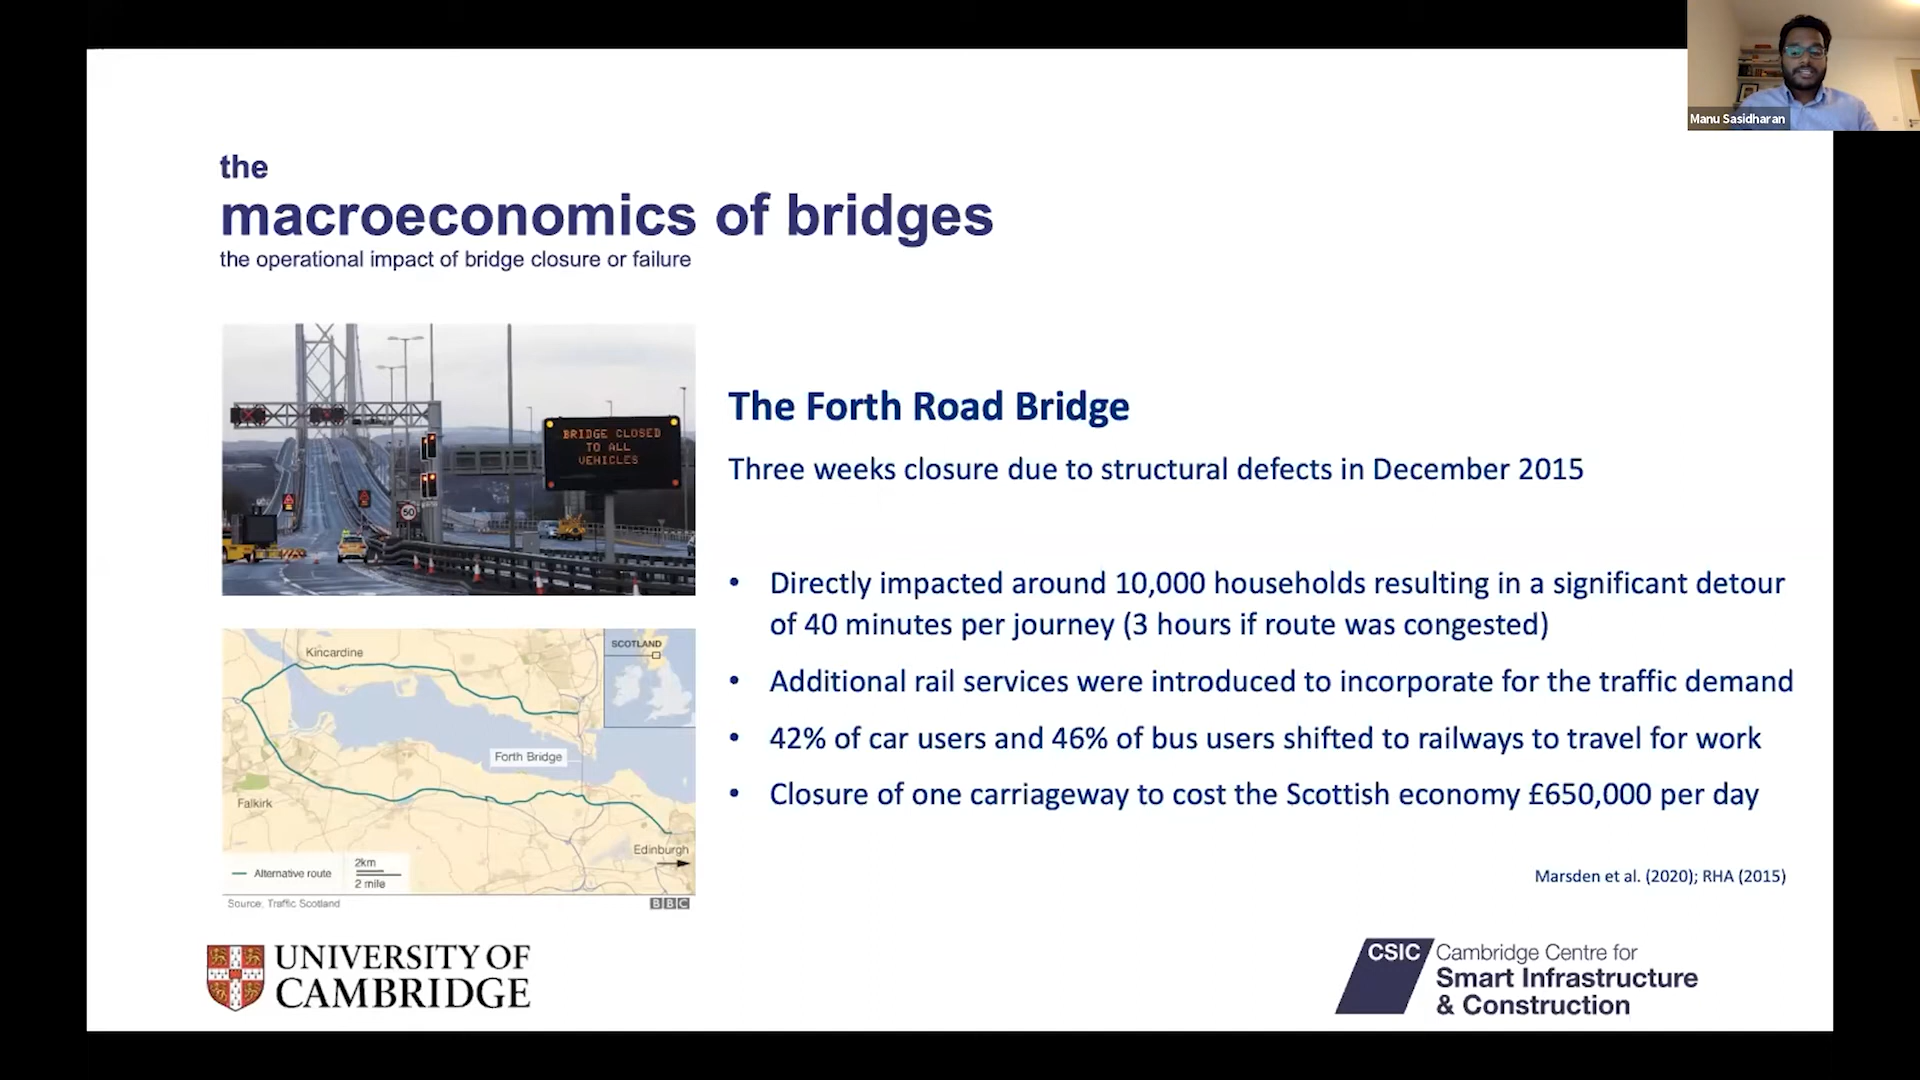 Manu Sasidharan
the
macroeconomics of bridges
the operational impact of bridge closure or failure
BRIDGE CLOSED
TO ALL
VEHICLES
50
The Forth Road Bridge
Three weeks closure due to structural defects in December 2015
• Directly impacted around 10,000 households resulting in a significant detour
of 40 minutes per journey (3 hours if route was congested)
• Additional rail services were introduced to incorporate for the traffic demand
• 42% of car users and 46% of bus users shifted to railways to travel for work
• Closure of one carriageway to cost the Scottish economy £650,000 per day
Kincardine
SCOTLAND
Forth Bridge
Falkirk
Edinburgh
Alternative route
2km
2 mile
Source: Traffic Scotland
BBC
Marsden et al. (2020); RHA (2015)
UNIVERSITY OF
CAMBRIDGE
CSIC
Cambridge Centre for
Smart Infrastructure
& Construction